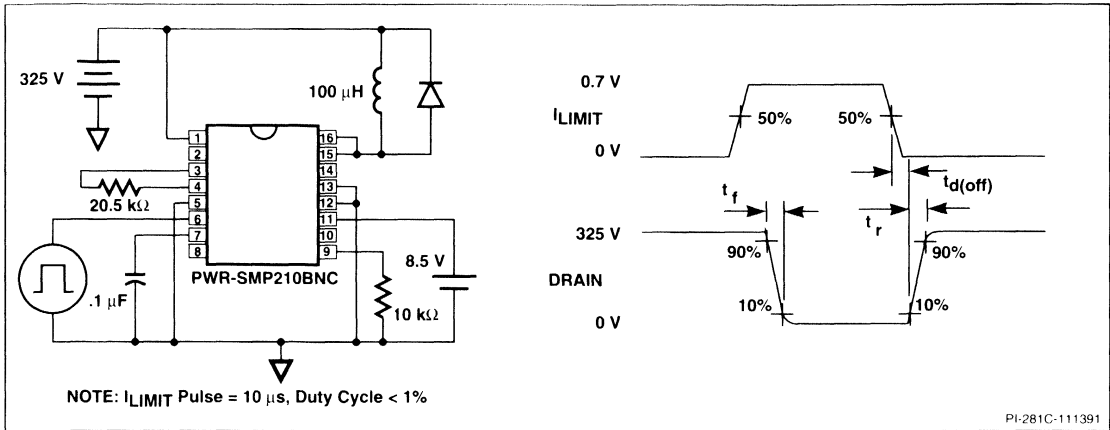 325 V
100 µH
1
2
3
4
5
6
7
8
16
15
14
13
12
11
10
9
20.5 kΩ
PWR-SMP210BNC
.1 µF
8.5 V
10 kΩ
NOTE: ILIMIT Pulse = 10 µs, Duty Cycle < 1%
0.7 V
ILIMIT
0 V
50%
50%
td(off)
tf
tr
325 V
90%
90%
DRAIN
10%
10%
0 V
PI-281C-111391